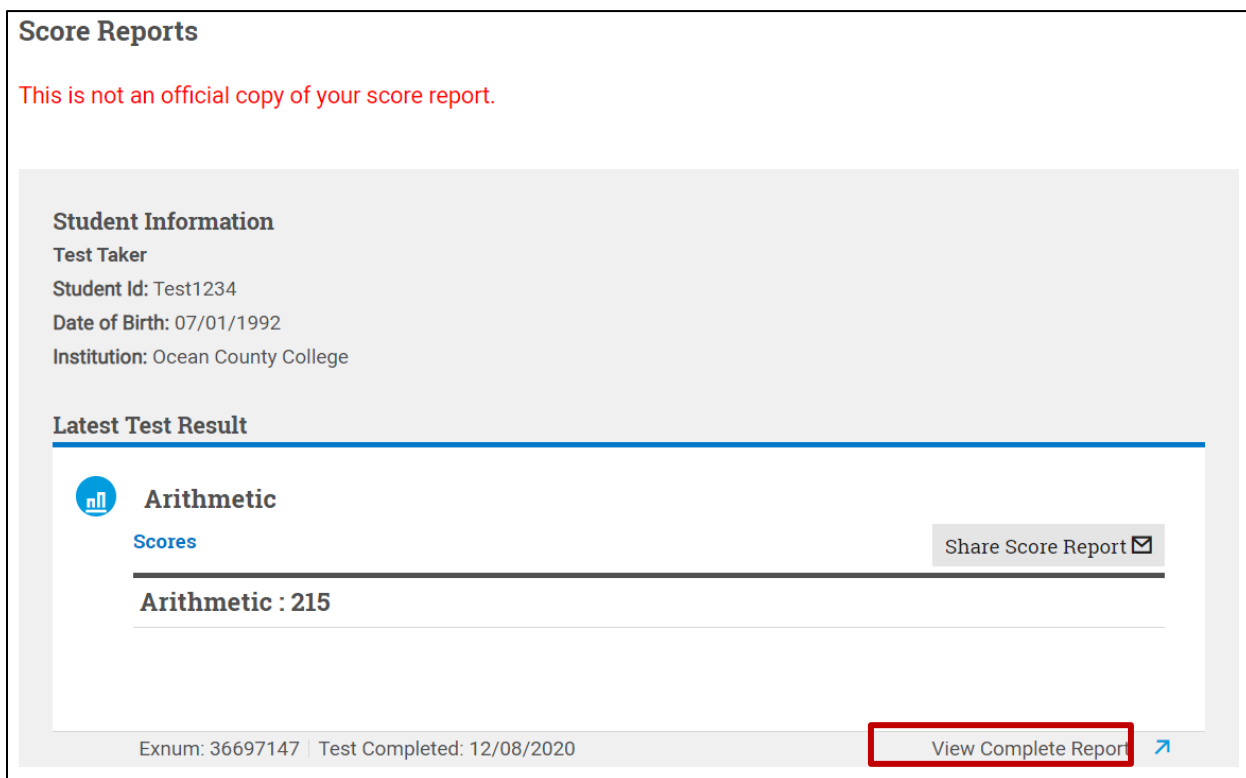 Score Reports
This is not an official copy of your score report.
Student Information
Test Taker
Student Id: Test1234
Date of Birth: 07/01/1992
Institution: Ocean County College
Latest Test Result
Arithmetic
Scores
Share Score Report
Arithmetic : 215
Exnum: 36697147 | Test Completed: 12/08/2020
View Complete Report